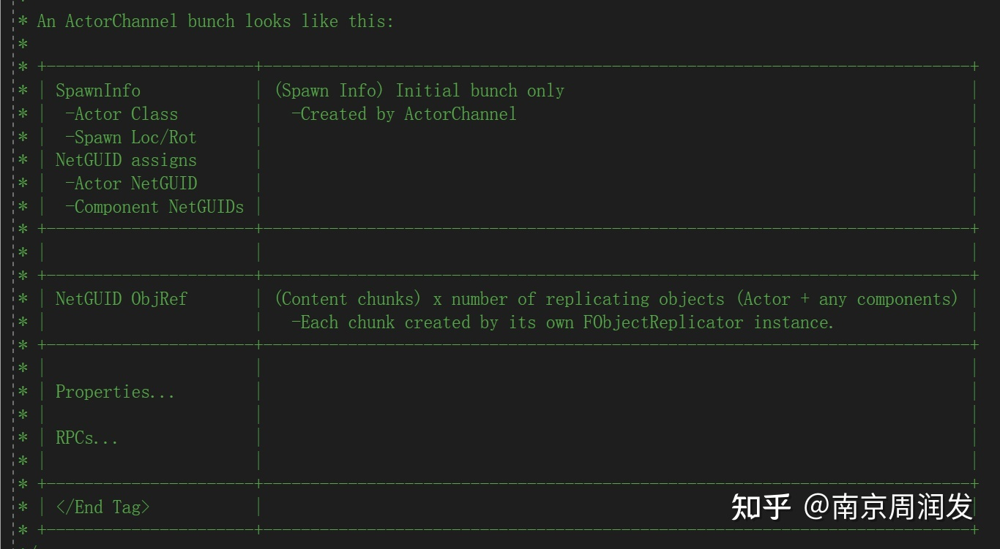 * An ActorChannel bunch looks like this:
*
* +----------------------+---------------------------------------------------------------------------+
* | SpawnInfo | (Spawn Info) Initial bunch only |
* | -Actor Class | -Created by ActorChannel |
* | -Spawn Loc/Rot | |
* | NetGUID assigns | |
* | -Actor NetGUID | |
* | -Component NetGUIDs | |
* +----------------------+---------------------------------------------------------------------------+
* | | |
* +----------------------+---------------------------------------------------------------------------+
* | NetGUID ObjRef | (Content chunks) x number of replicating objects (Actor + any components) |
* | | -Each chunk created by its own FObjectReplicator instance. |
* +----------------------+---------------------------------------------------------------------------+
* | | |
* | Properties... | |
* | | |
* | RPCs... | |
* | | |
* +----------------------+---------------------------------------------------------------------------+
* | </End Tag> | |
* +----------------------+---------------------------------------------------------------------------+
知乎 @南京周润发